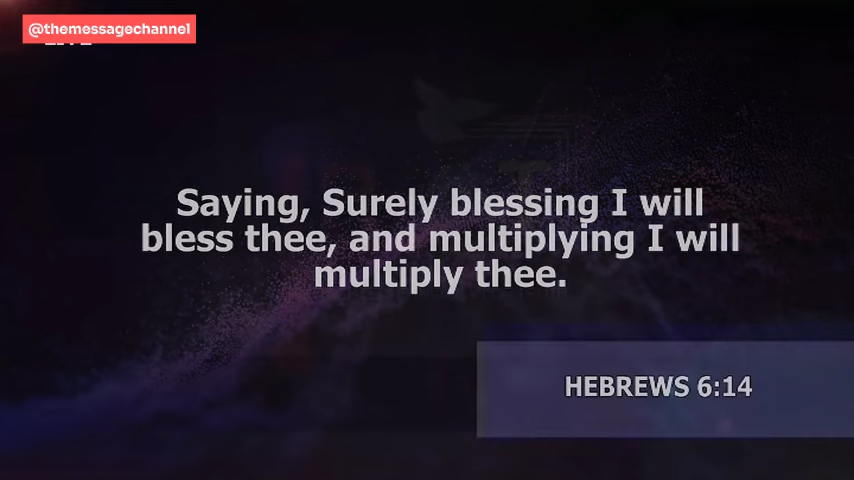 @themessagechannel
Saying, Surely blessing I will
bless thee, and multiplying I will
multiply thee.
HEBREWS 6:14